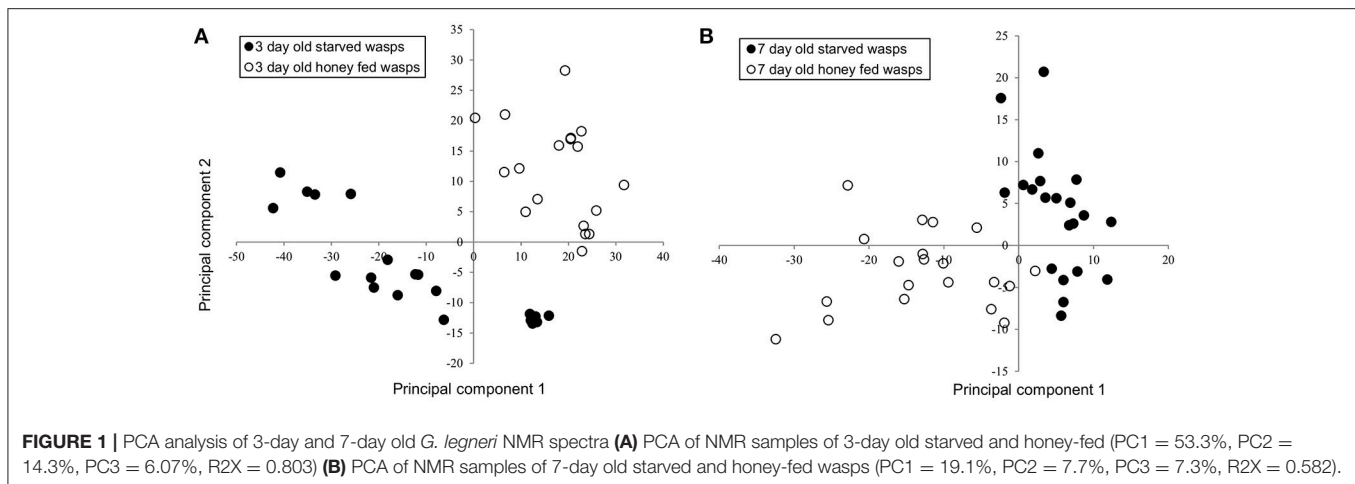 A
B
3 day old starved wasps
3 day old honey fed wasps
7 day old starved wasps
7 day old honey fed wasps
35
30
25
20
15
10
5
0
-5
-10
-15
-20
-50 -40 -30 -20 -10 0 10 20 30 40
Principal component 2
Principal component 1
25
20
15
10
5
0
-5
-10
-15
-40 -30 -20 -10 0 10 20
Principal component 1
FIGURE 1 | PCA analysis of 3-day and 7-day old G. legneri NMR spectra (A) PCA of NMR samples of 3-day old starved and honey-fed (PC1 = 53.3%, PC2 =
14.3%, PC3 = 6.07%, R2X = 0.803) (B) PCA of NMR samples of 7-day old starved and honey-fed wasps (PC1 = 19.1%, PC2 = 7.7%, PC3 = 7.3%, R2X = 0.582).